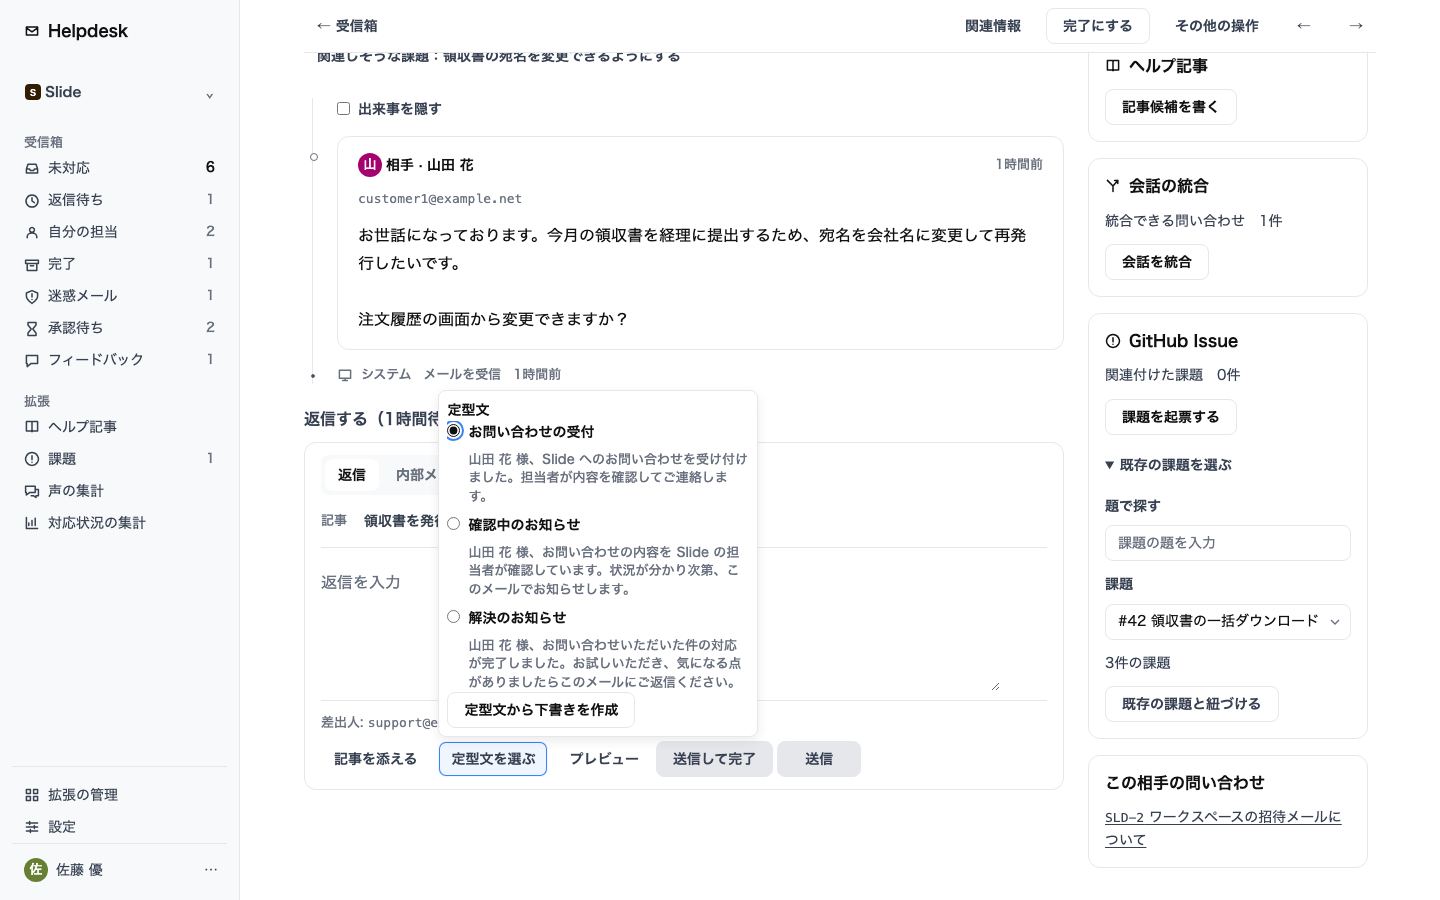 Helpdesk
S Slide
受信箱
未対応 6
返信待ち 1
自分の担当 2
完了 1
迷惑メール 1
承認待ち 2
フィードバック 1
拡張
ヘルプ記事
課題 1
声の集計
対応状況の集計
拡張の管理
設定
佐 佐藤 優 …
← 受信箱
関連情報
完了にする
その他の操作
←
→
関連しそうな課題：領収書の宛名を変更できるようにする
出来事を隠す
山 相手 · 山田 花 1時間前
customer1@example.net
お世話になっております。今月の領収書を経理に提出するため、宛名を会社名に変更して再発
行したいです。
注文履歴の画面から変更できますか？
システム メールを受信 1時間前
返信する（1時間待
返信 内部メ
記事 領収書を発行
返信を入力
差出人: support@e
定型文
お問い合わせの受付
山田 花 様、Slide へのお問い合わせを受け付け
ました。担当者が内容を確認してご連絡しま
す。
確認中のお知らせ
山田 花 様、お問い合わせの内容を Slide の担
当者が確認しています。状況が分かり次第、こ
のメールでお知らせします。
解決のお知らせ
山田 花 様、お問い合わせいただいた件の対応
が完了しました。お試しいただき、気になる点
がありましたらこのメールにご返信ください。
定型文から下書きを作成
記事を添える
定型文を選ぶ
プレビュー
送信して完了
送信
ヘルプ記事
記事候補を書く
会話の統合
統合できる問い合わせ 1件
会話を統合
GitHub Issue
関連付けた課題 0件
課題を起票する
▼ 既存の課題を選ぶ
題で探す
課題の題を入力
課題
#42 領収書の一括ダウンロード
3件の課題
既存の課題と紐づける
この相手の問い合わせ
SLD-2 ワークスペースの招待メールに
ついて